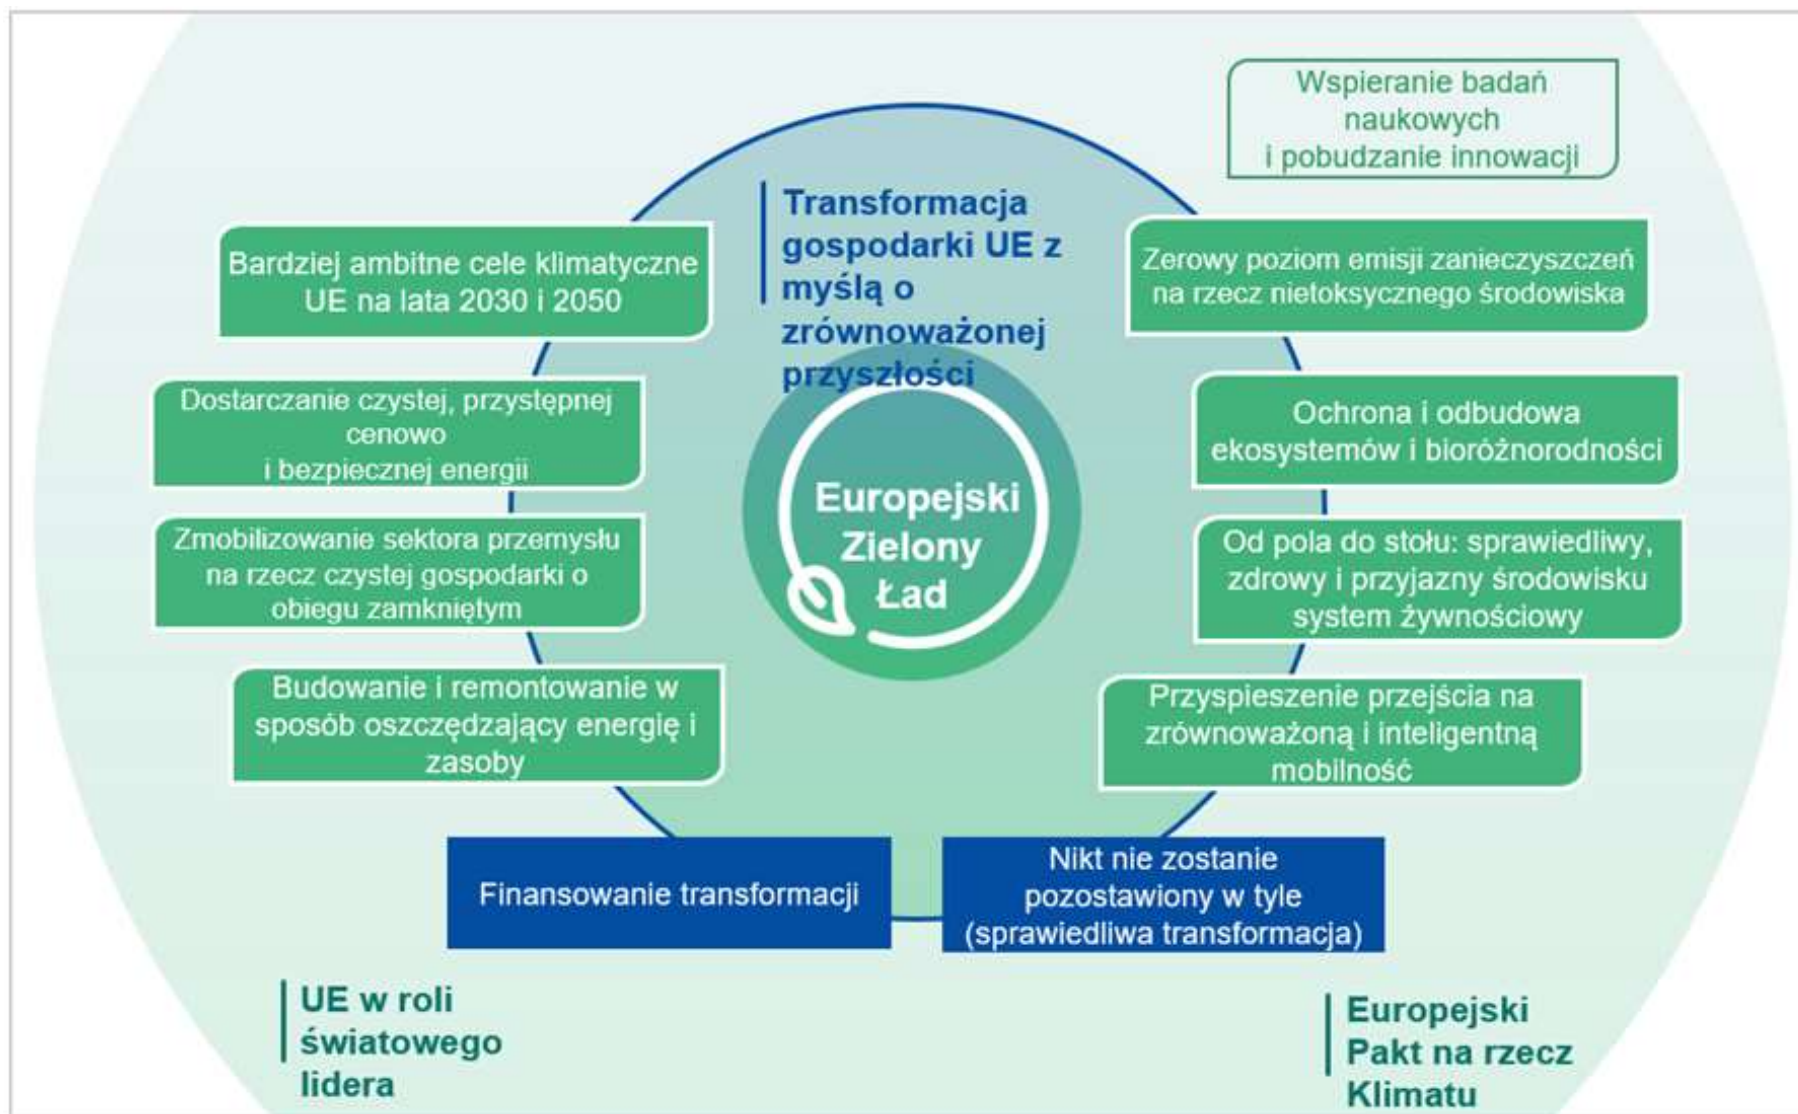 Wspieranie badań
naukowych
i pobudzanie innowacji
Transformacja
gospodarki UE z
myślą o
zrównoważonej
przyszłości
Bardziej ambitne cele klimatyczne
UE na lata 2030 i 2050
Zerowy poziom emisji zanieczyszczeń
na rzecz nietoksycznego środowiska
Dostarczanie czystej, przystępnej
cenowo
i bezpiecznej energii
Ochrona i odbudowa
ekosystemów i bioróżnorodności
Europejski
Zielony
Ład
Zmobilizowanie sektora przemysłu
na rzecz czystej gospodarki o
obiegu zamkniętym
Od pola do stołu: sprawiedliwy,
zdrowy i przyjazny środowisku
system żywnościowy
Budowanie i remontowanie w
sposób oszczędzający energię i
zasoby
Przyspieszenie przejścia na
zrównoważoną i inteligentną
mobilność
Finansowanie transformacji
Nikt nie zostanie
pozostawiony w tyle
(sprawiedliwa transformacja)
UE w roli
światowego
lidera
Europejski
Pakt na rzecz
Klimatu